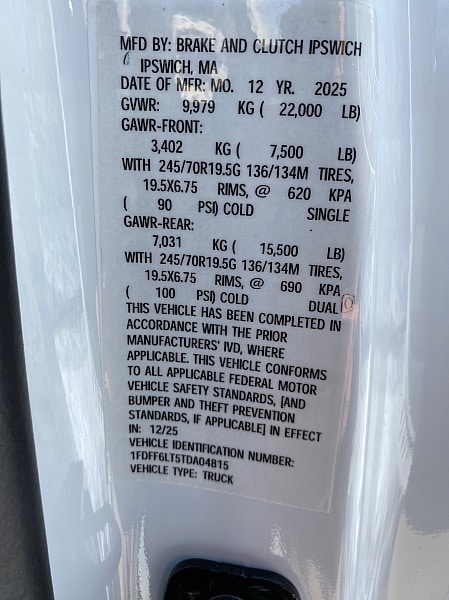 MFD BY: BRAKE AND CLUTCH IPSWICH
IPSWICH, MA
DATE OF MFR: MO. 12 YR. 2025
GVWR: 9,979 KG ( 22,000 LB)
GAWR-FRONT:
3,402 KG ( 7,500 LB)
WITH 245/70R19.5G 136/134M TIRES,
19.5X6.75 RIMS, @ 620 KPA
( 90 PSI) COLD SINGLE
GAWR-REAR:
7,031 KG ( 15,500 LB)
WITH 245/70R19.5G 136/134M TIRES,
19.5X6.75 RIMS, @ 690 KPA
( 100 PSI) COLD DUAL
THIS VEHICLE HAS BEEN COMPLETED IN
ACCORDANCE WITH THE PRIOR
MANUFACTURERS' IVD, WHERE
APPLICABLE. THIS VEHICLE CONFORMS
TO ALL APPLICABLE FEDERAL MOTOR
VEHICLE SAFETY STANDARDS, [AND
BUMPER AND THEFT PREVENTION
STANDARDS, IF APPLICABLE] IN EFFECT
IN: 12/25
VEHICLE IDENTIFICATION NUMBER:
1FDFF6LT5TDA04815
VEHICLE TYPE: TRUCK